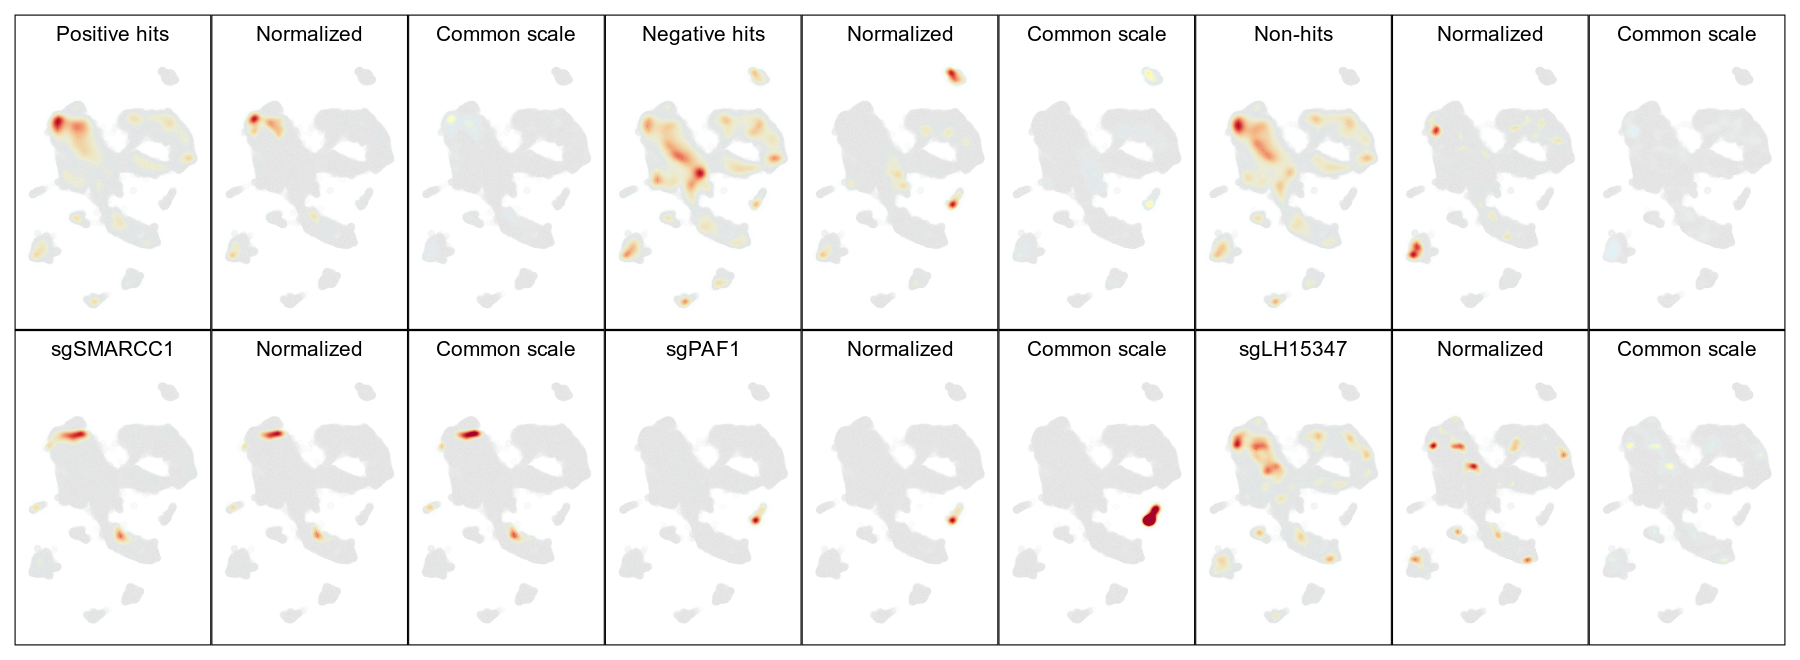 Positive hits
Normalized
Common scale
Negative hits
Normalized
Common scale
Non-hits
Normalized
Common scale
sgSMARCC1
Normalized
Common scale
sgPAF1
Normalized
Common scale
sgLH15347
Normalized
Common scale